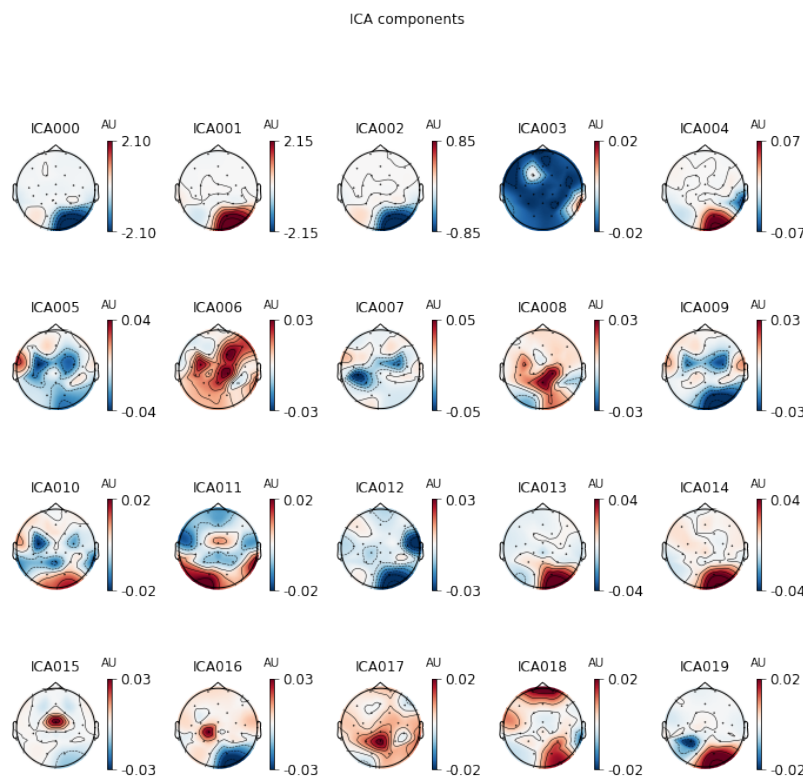 ICA components
ICA000 AU ICA001 AU ICA002 AU ICA003 AU ICA004 AU
2.10 2.15 0.85 0.02 0.07
-2.10 -2.15 -0.85 -0.02 -0.07
ICA005 AU ICA006 AU ICA007 AU ICA008 AU ICA009 AU
0.04 0.03 0.05 0.03 0.03
-0.04 -0.03 -0.05 -0.03 -0.03
ICA010 AU ICA011 AU ICA012 AU ICA013 AU ICA014 AU
0.02 0.02 0.03 0.04 0.04
-0.02 -0.02 -0.03 -0.04 -0.04
ICA015 AU ICA016 AU ICA017 AU ICA018 AU ICA019 AU
0.03 0.03 0.02 0.02 0.02
-0.03 -0.03 -0.02 -0.02 -0.02